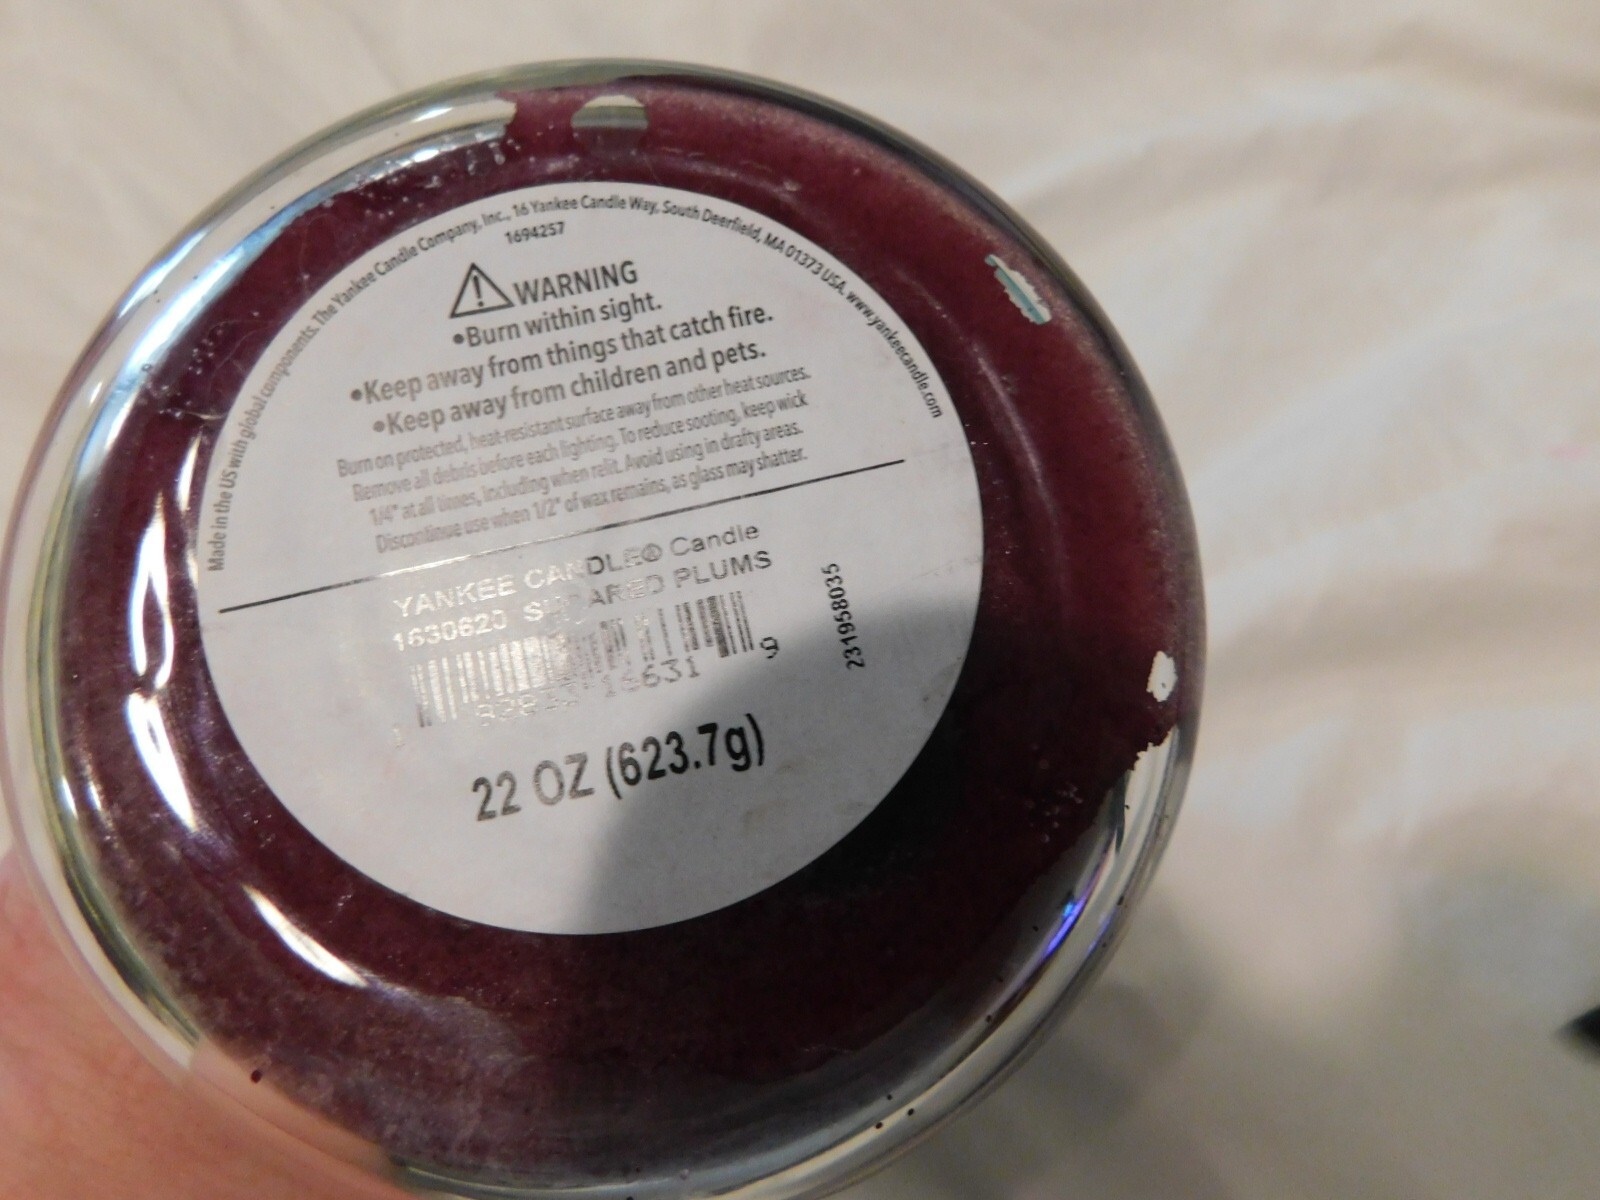 Made in the US with global components. The Yankee Candle Company, Inc., 16 Yankee Candle Way, South Deerfield, MA 01373 USA. www.yankeecandle.com
1694257
WARNING
•Burn within sight.
•Keep away from things that catch fire.
•Keep away from children and pets.
Burn on protected, heat-resistant surface away from other heat sources.
Remove all debris before each lighting. To reduce sooting, keep wick
1/4" at all times, including when relit. Avoid using in drafty areas.
Discontinue use when 1/2" of wax remains, as glass may shatter.
YANKEE CANDLE® Candle
1630620 SUGARED PLUMS
16631 9
231958035
22 OZ (623.7g)